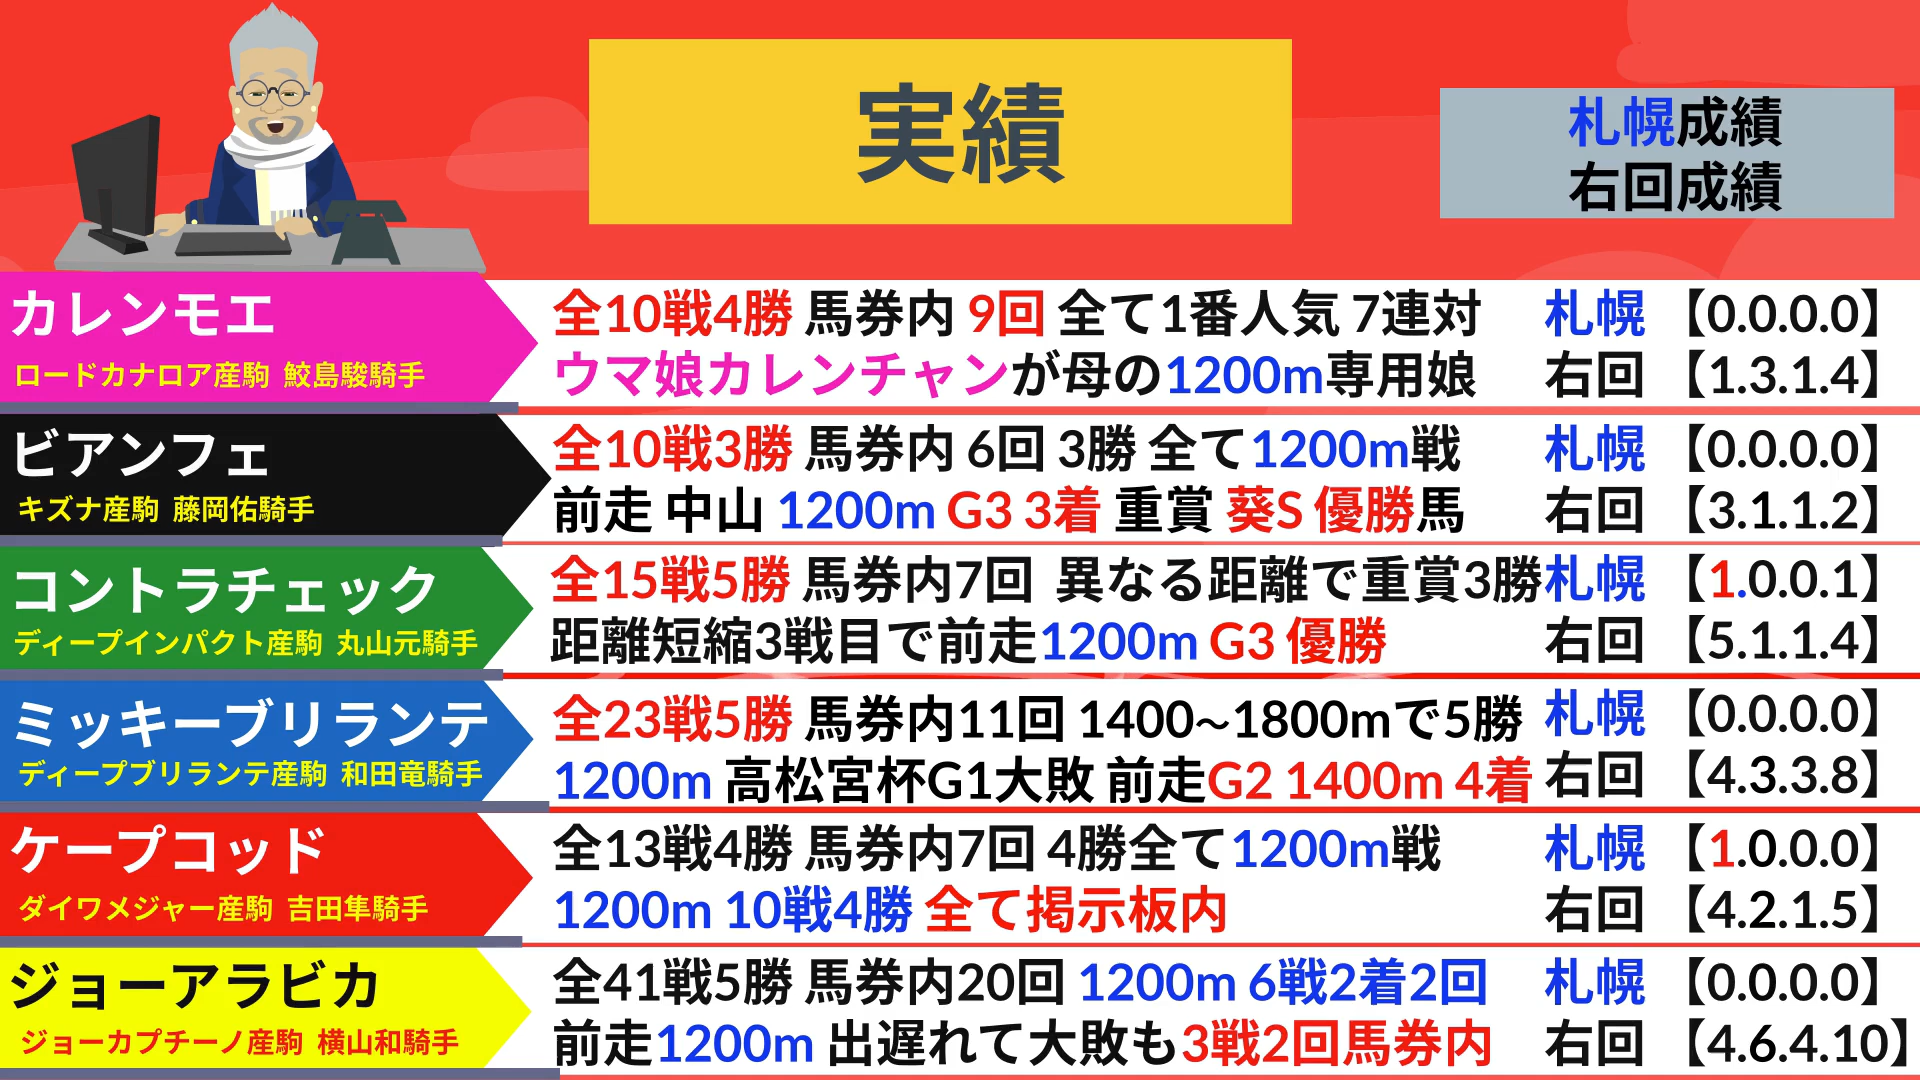 実績
札幌成績
右回成績
カレンモエ
ロードカナロア産駒 鮫島駿騎手
全10戦4勝 馬券内 9回 全て1番人気 7連対
ウマ娘カレンチャンが母の1200m専用娘
札幌 【0.0.0.0】
右回 【1.3.1.4】
ビアンフェ
キズナ産駒 藤岡佑騎手
全10戦3勝 馬券内 6回 3勝 全て1200m戦
前走 中山 1200m G3 3着 重賞 葵S 優勝馬
札幌 【0.0.0.0】
右回 【3.1.1.2】
コントラチェック
ディープインパクト産駒 丸山元騎手
全15戦5勝 馬券内7回 異なる距離で重賞3勝
距離短縮3戦目で前走1200m G3 優勝
札幌 【1.0.0.1】
右回 【5.1.1.4】
ミッキーブリランテ
ディープブリランテ産駒 和田竜騎手
全23戦5勝 馬券内11回 1400～1800mで5勝
1200m 高松宮杯G1大敗 前走G2 1400m 4着
札幌 【0.0.0.0】
右回 【4.3.3.8】
ケープコッド
ダイワメジャー産駒 吉田隼騎手
全13戦4勝 馬券内7回 4勝全て1200m戦
1200m 10戦4勝 全て掲示板内
札幌 【1.0.0.0】
右回 【4.2.1.5】
ジョーアラビカ
ジョーカプチーノ産駒 横山和騎手
全41戦5勝 馬券内20回 1200m 6戦2着2回
前走1200m 出遅れて大敗も3戦2回馬券内
札幌 【0.0.0.0】
右回 【4.6.4.10】